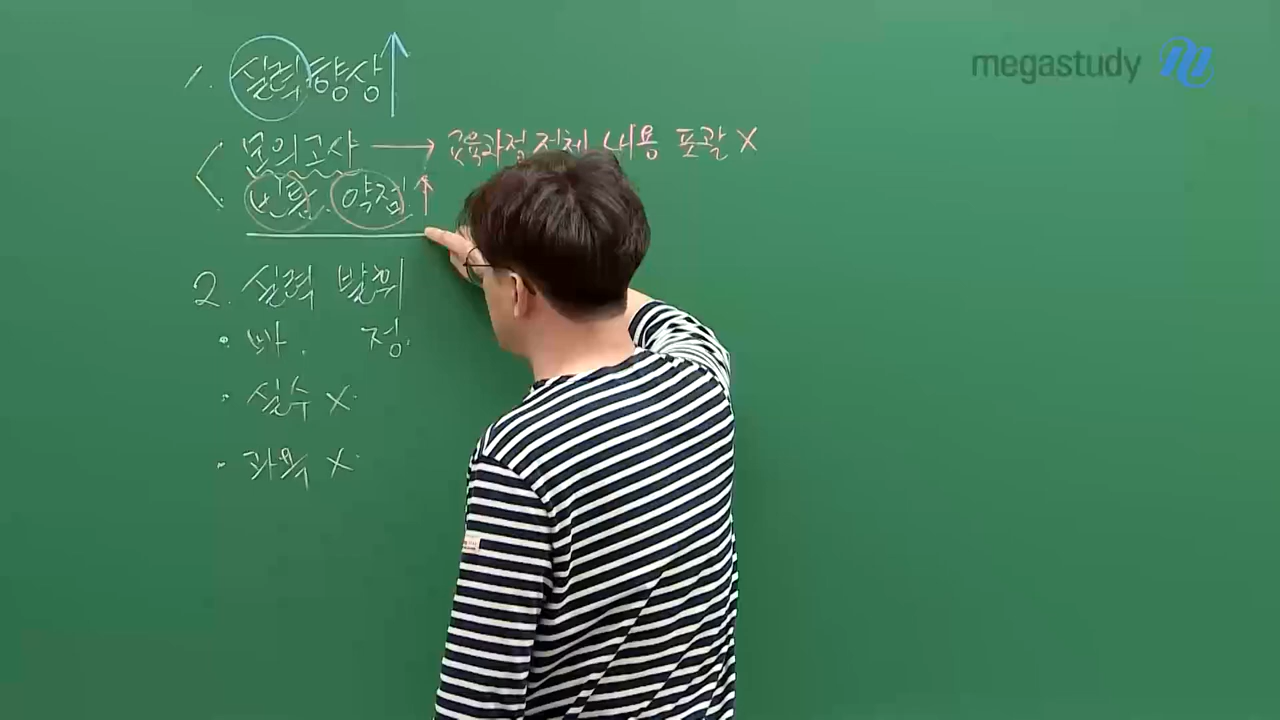 megastudy
1. 실력향상 ↑
모의고사 → 교육과정 전체 내용 포괄 X
빈틈, 약점 ↑
2. 실력 발휘
· 정.
· 실수 X.
· 과욕 X.